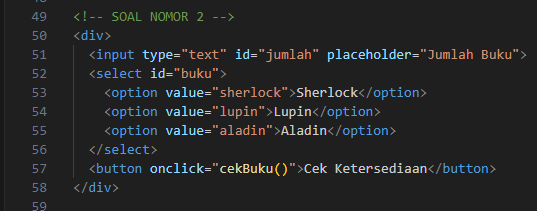 49 <!-- SOAL NOMOR 2 -->
50 <div>
51 <input type="text" id="jumlah" placeholder="Jumlah Buku">
52 <select id="buku">
53 <option value="sherlock">Sherlock</option>
54 <option value="lupin">Lupin</option>
55 <option value="aladin">Aladin</option>
56 </select>
57 <button onclick="cekBuku()">Cek Ketersediaan</button>
58 </div>
59